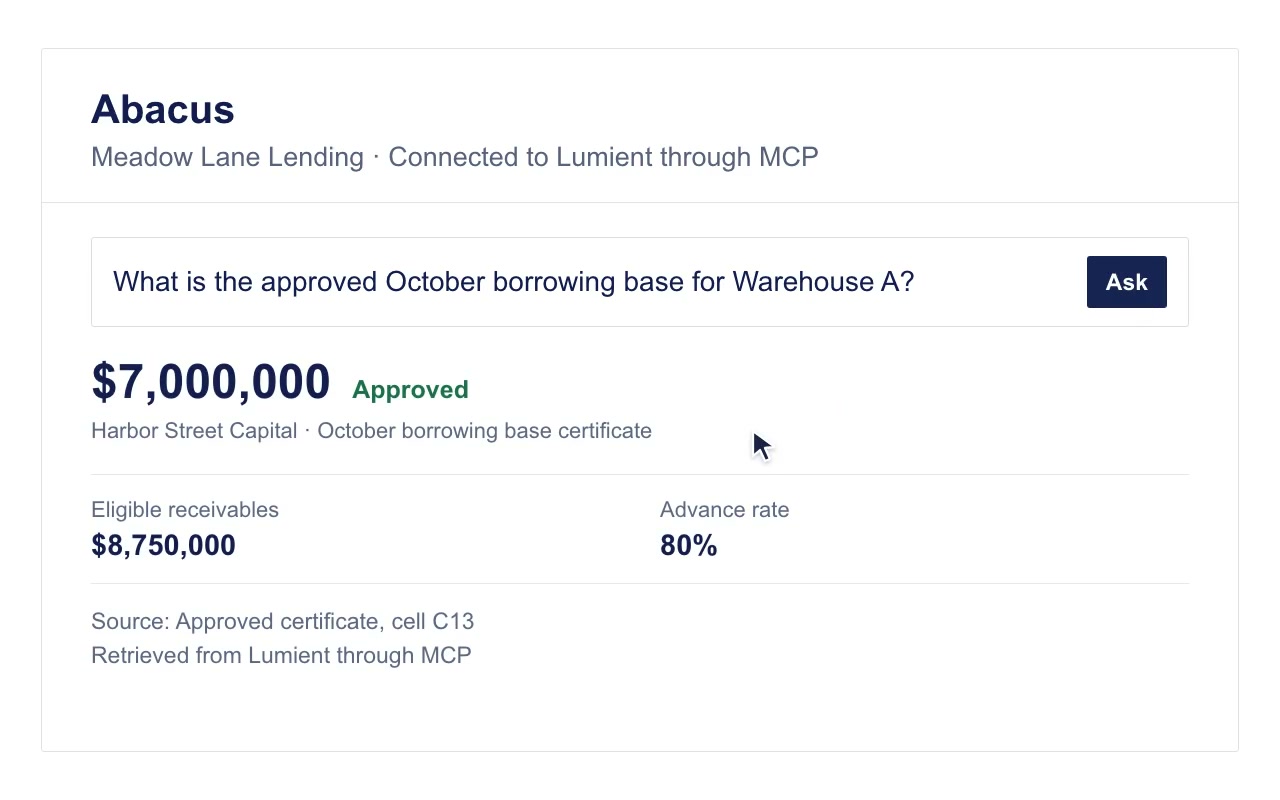 Abacus
Meadow Lane Lending · Connected to Lumient through MCP
What is the approved October borrowing base for Warehouse A?
Ask
$7,000,000 Approved
Harbor Street Capital · October borrowing base certificate
Eligible receivables
$8,750,000
Advance rate
80%
Source: Approved certificate, cell C13
Retrieved from Lumient through MCP